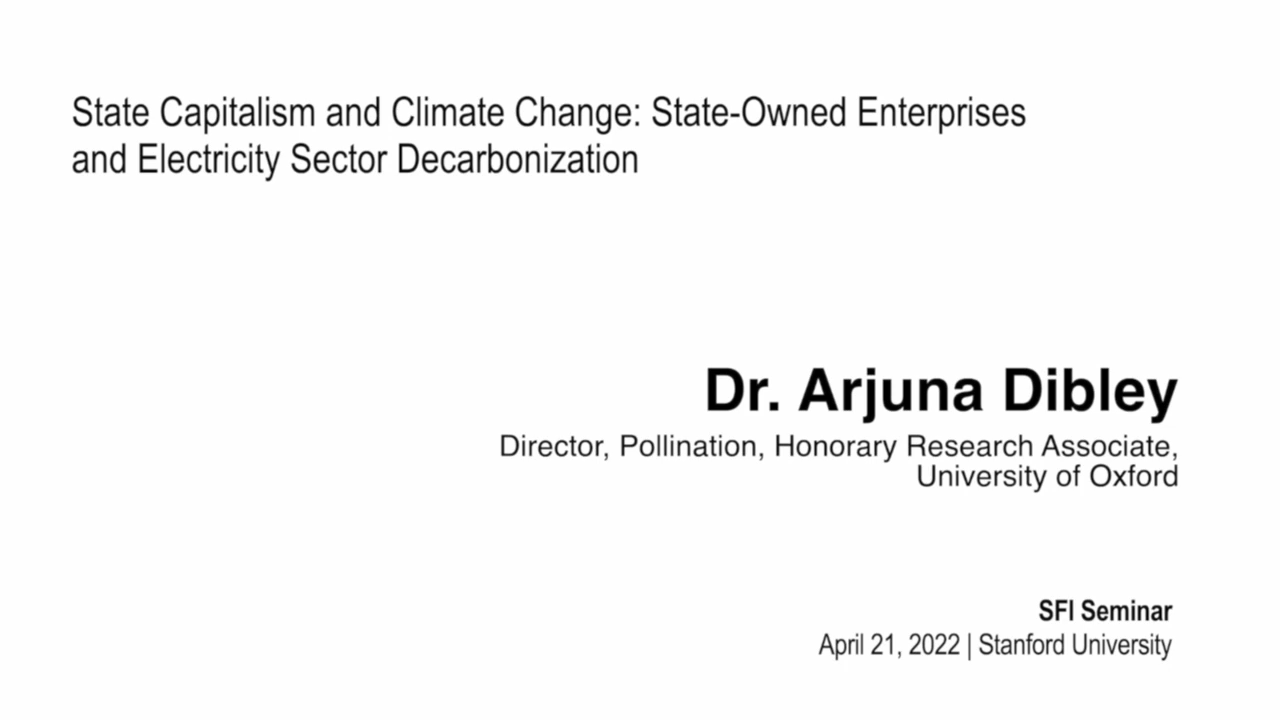 State Capitalism and Climate Change: State-Owned Enterprises
and Electricity Sector Decarbonization
Dr. Arjuna Dibley
Director, Pollination, Honorary Research Associate,
University of Oxford
SFI Seminar
April 21, 2022 | Stanford University